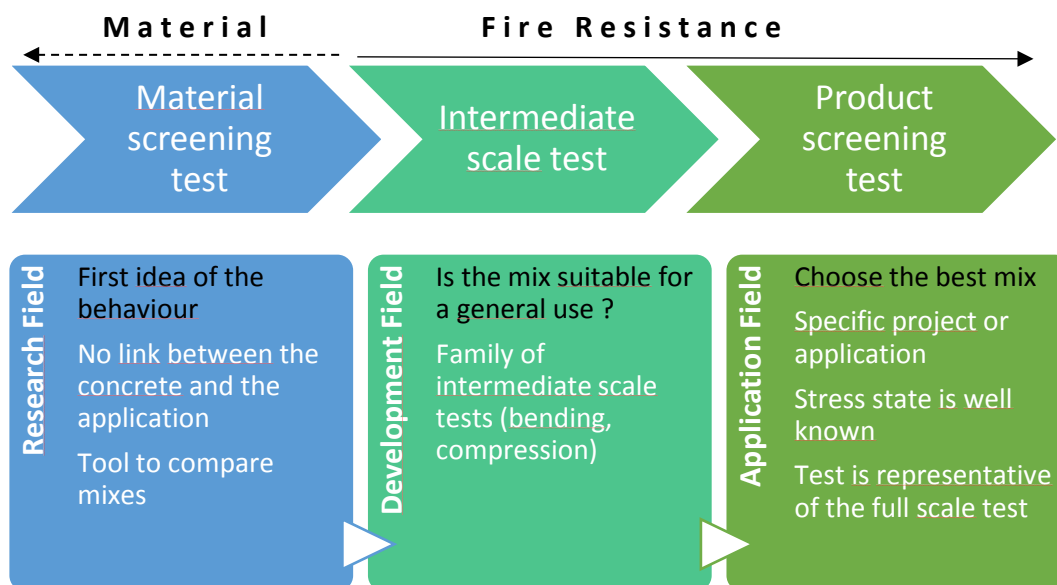 Material Fire Resistance
Material
screening
test
Intermediate
scale test
Product
screening
test
Research Field
First idea of the
behaviour
No link between the
concrete and the
application
Tool to compare
mixes
Development Field
Is the mix suitable for
a general use ?
Family of
intermediate scale
tests (bending,
compression)
Application Field
Choose the best mix
Specific project or
application
Stress state is well
known
Test is representative
of the full scale test